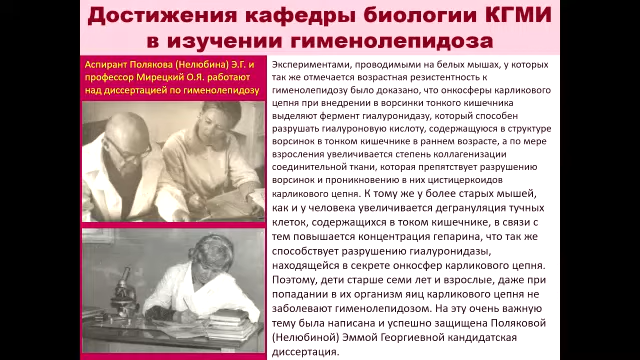 Достижения кафедры биологии КГМИ
в изучении гименолепидоза
Аспирант Полякова (Нелюбина) Э.Г. и
профессор Мирецкий О.Я. работают
над диссертацией по гименолепидозу
Экспериментами, проводимыми на белых мышах, у которых
так же отмечается возрастная резистентность к
гименолепидозу было доказано, что онкосферы карликового
цепня при внедрении в ворсинки тонкого кишечника
выделяют фермент гиалуронидазу, который способен
разрушать гиалуроновую кислоту, содержащуюся в структуре
ворсинок в тонком кишечнике в раннем возрасте, а по мере
взросления увеличивается степень коллагенизации
соединительной ткани, которая препятствует разрушению
ворсинок и проникновению в них цистицеркоидов
карликового цепня. К тому же у более старых мышей,
как и у человека увеличивается дегрануляция тучных
клеток, содержащихся в током кишечнике, в связи с
тем повышается концентрация гепарина, что так же
способствует разрушению гиалуронидазы,
находящейся в секрете онкосфер карликового цепня.
Поэтому, дети старше семи лет и взрослые, даже при
попадании в их организм яиц карликового цепня не
заболевают гименолепидозом. На эту очень важную
тему была написана и успешно защищена Поляковой
(Нелюбиной) Эммой Георгиевной кандидатская
диссертация.